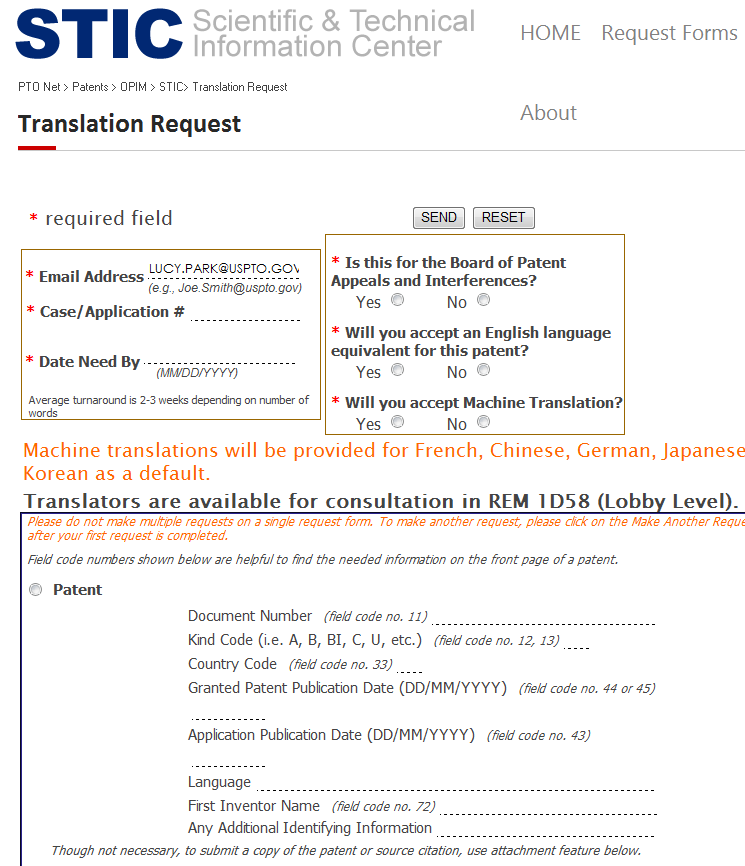 STIC Scientific & Technical
Information Center
HOME Request Forms
PTO Net > Patents > OPIM > STIC> Translation Request
About
Translation Request
* required field
SEND RESET
* Email Address LUCY.PARK@USPTO.GOV
(e.g., Joe.Smith@uspto.gov)
* Case/Application #
* Date Need By
(MM/DD/YYYY)
Average turnaround is 2-3 weeks depending on number of
words
* Is this for the Board of Patent
Appeals and Interferences?
Yes No
* Will you accept an English language
equivalent for this patent?
Yes No
* Will you accept Machine Translation?
Yes No
Machine translations will be provided for French, Chinese, German, Japanese
Korean as a default.
Translators are available for consultation in REM 1D58 (Lobby Level).
Please do not make multiple requests on a single request form. To make another request, please click on the Make Another Reque
after your first request is completed.
Field code numbers shown below are helpful to find the needed information on the front page of a patent.
Patent
Document Number (field code no. 11)
Kind Code (i.e. A, B, BI, C, U, etc.) (field code no. 12, 13)
Country Code (field code no. 33)
Granted Patent Publication Date (DD/MM/YYYY) (field code no. 44 or 45)
Application Publication Date (DD/MM/YYYY) (field code no. 43)
Language
First Inventor Name (field code no. 72)
Any Additional Identifying Information
Though not necessary, to submit a copy of the patent or source citation, use attachment feature below.